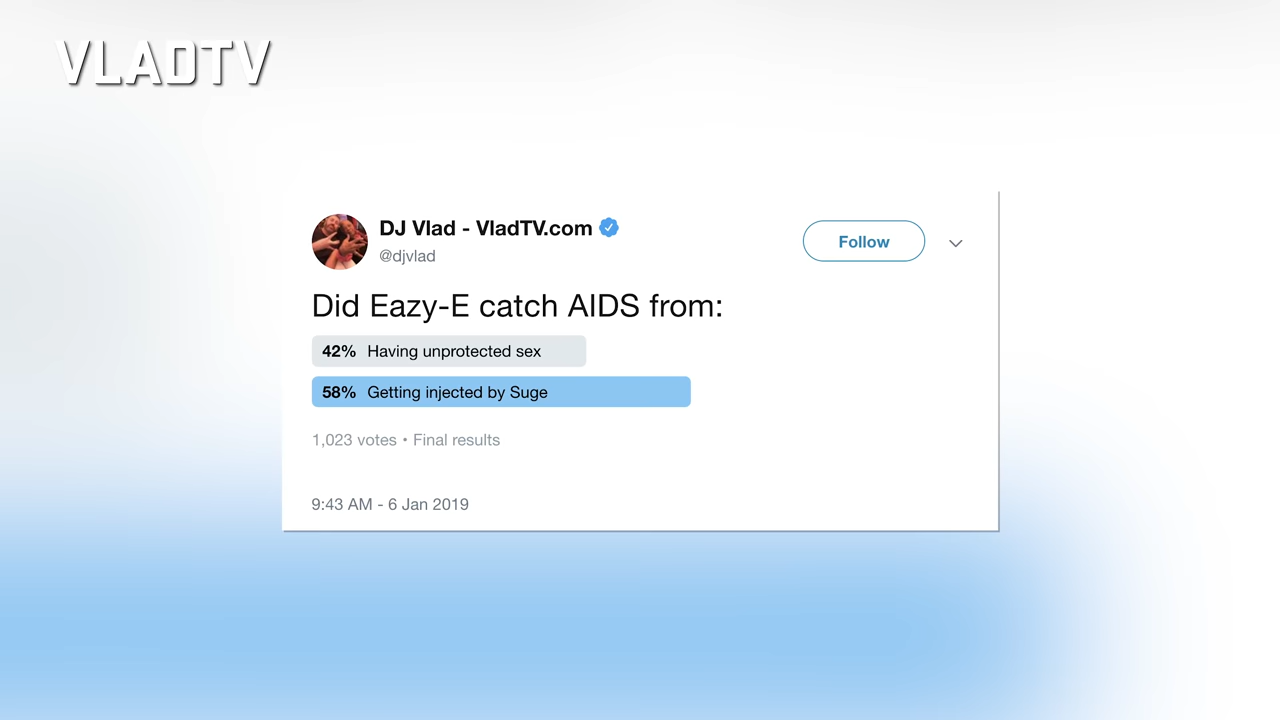 VLADTV
DJ Vlad - VladTV.com
@djvlad
Follow
Did Eazy-E catch AIDS from:
42% Having unprotected sex
58% Getting injected by Suge
1,023 votes • Final results
9:43 AM - 6 Jan 2019